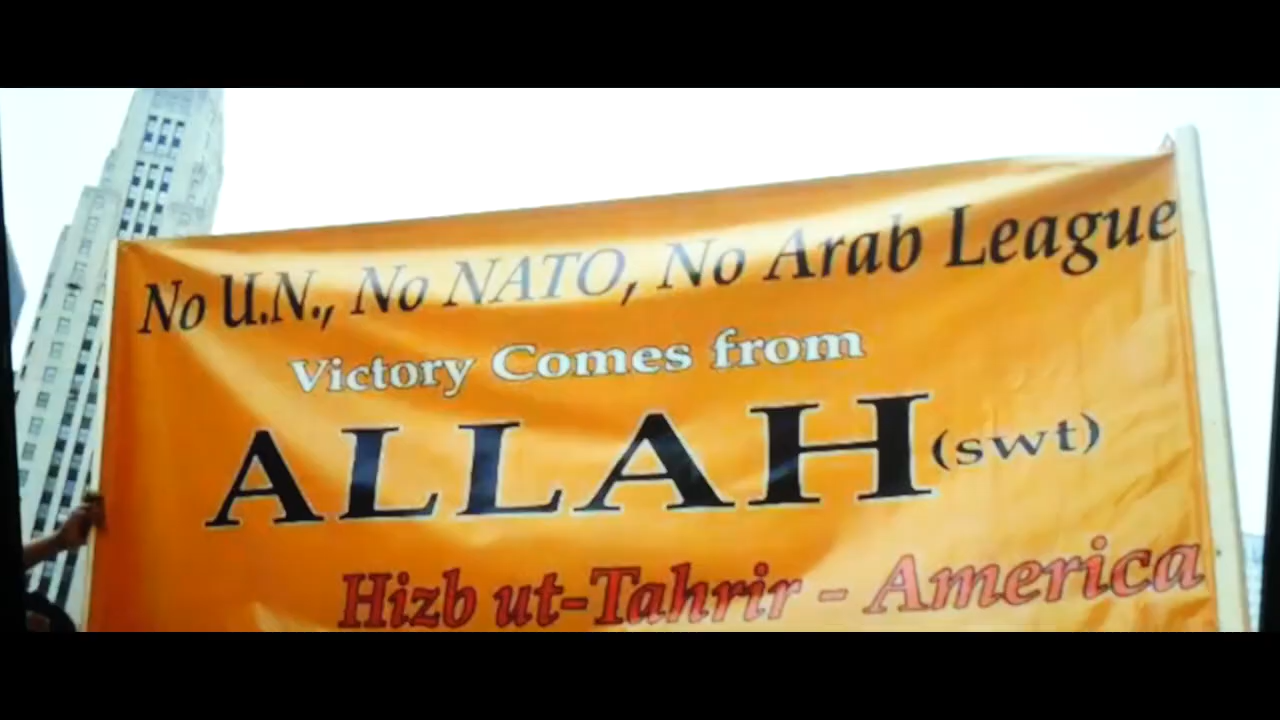 No U.N., No NATO, No Arab League
Victory Comes from
ALLAH (swt)
Hizb ut-Tahrir - America